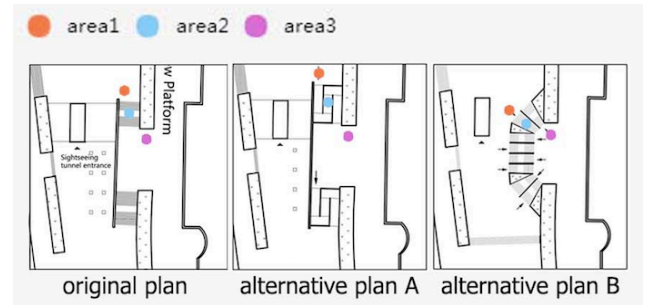 area1 area2 area3
w Platform
Sightseeing
tunnel entrance
original plan alternative plan A alternative plan B